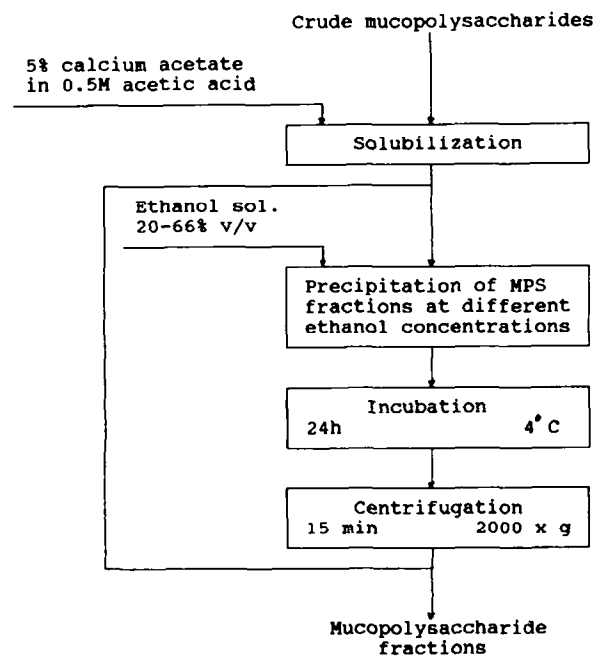 Crude mucopolysaccharides
5% calcium acetate
in 0.5M acetic acid
Solubilization
Ethanol sol.
20-66% v/v
Precipitation of MPS
fractions at different
ethanol concentrations
Incubation
24h 4°C
Centrifugation
15 min 2000 x g
Mucopolysaccharide
fractions